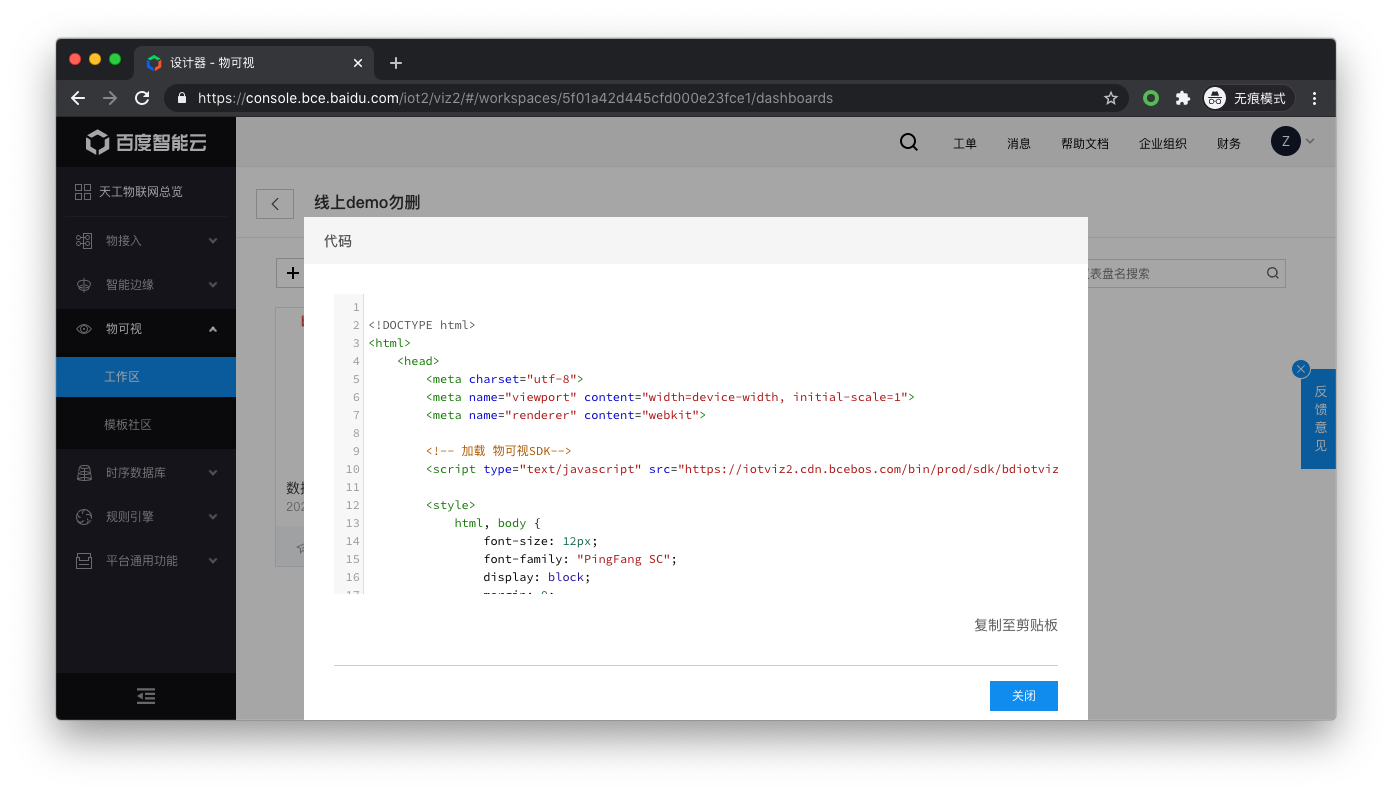 设计器 - 物可视
https://console.bce.baidu.com/iot2/viz2/#/workspaces/5f01a42d445cfd000e23fce1/dashboards
无痕模式
百度智能云
工单 消息 帮助文档 企业组织 财务 Z
天工物联网总览
物接入
智能边缘
物可视
工作区
模板社区
时序数据库
规则引擎
平台通用功能
线上demo勿删
表盘名搜索
202
代码
1
2 <!DOCTYPE html>
3 <html>
4 <head>
5 <meta charset="utf-8">
6 <meta name="viewport" content="width=device-width, initial-scale=1">
7 <meta name="renderer" content="webkit">
8
9 <!-- 加载 物可视SDK-->
10 <script type="text/javascript" src="https://iotviz2.cdn.bcebos.com/bin/prod/sdk/bdiotviz
11
12 <style>
13 html, body {
14 font-size: 12px;
15 font-family: "PingFang SC";
16 display: block;
17 margin: 0;
复制至剪贴板
关闭
反馈意见